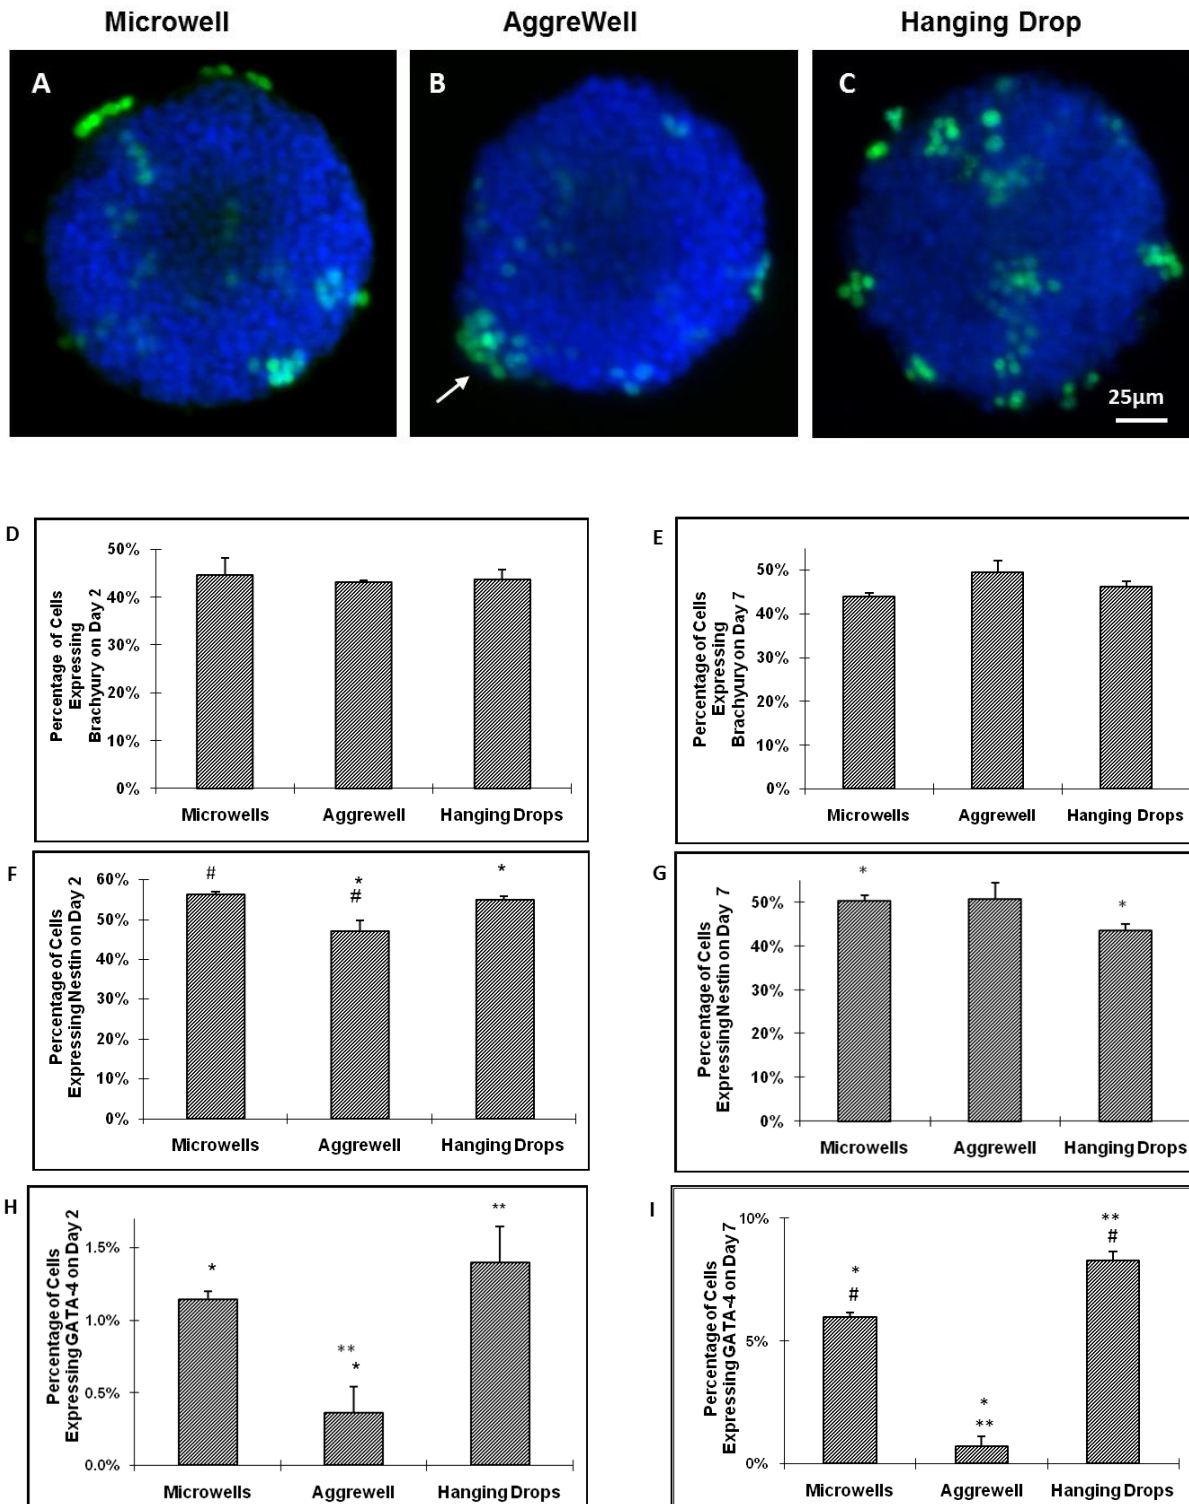 Microwell AggreWell Hanging Drop
A B C
25µm
D
Percentage of Cells
Expressing
Brachyury on Day 2
50%
40%
30%
20%
10%
0%
Microwells Aggrewell Hanging Drops
E
Percentage of Cells
Expressing
Brachyury on Day 7
50%
40%
30%
20%
10%
0%
Microwells Aggrewell Hanging Drops
F
Percentage of Cells
Expressing Nestin on Day 2
60%
50%
40%
30%
20%
10%
0%
#
*
#
*
Microwells Aggrewell Hanging Drops
G
Percentage of Cells
Expressing Nestin on Day 7
50%
40%
30%
20%
10%
0%
*
*
Microwells Aggrewell Hanging Drops
H
Percentage of Cells
Expressing GATA-4 on Day 2
1.5%
1.0%
0.5%
0.0%
*
**
*
**
Microwells Aggrewell Hanging Drops
I
Percentage of Cells
Expressing GATA-4 on Day 7
10%
5%
0%
*
#
*
**
**
#
Microwells Aggrewell Hanging Drops